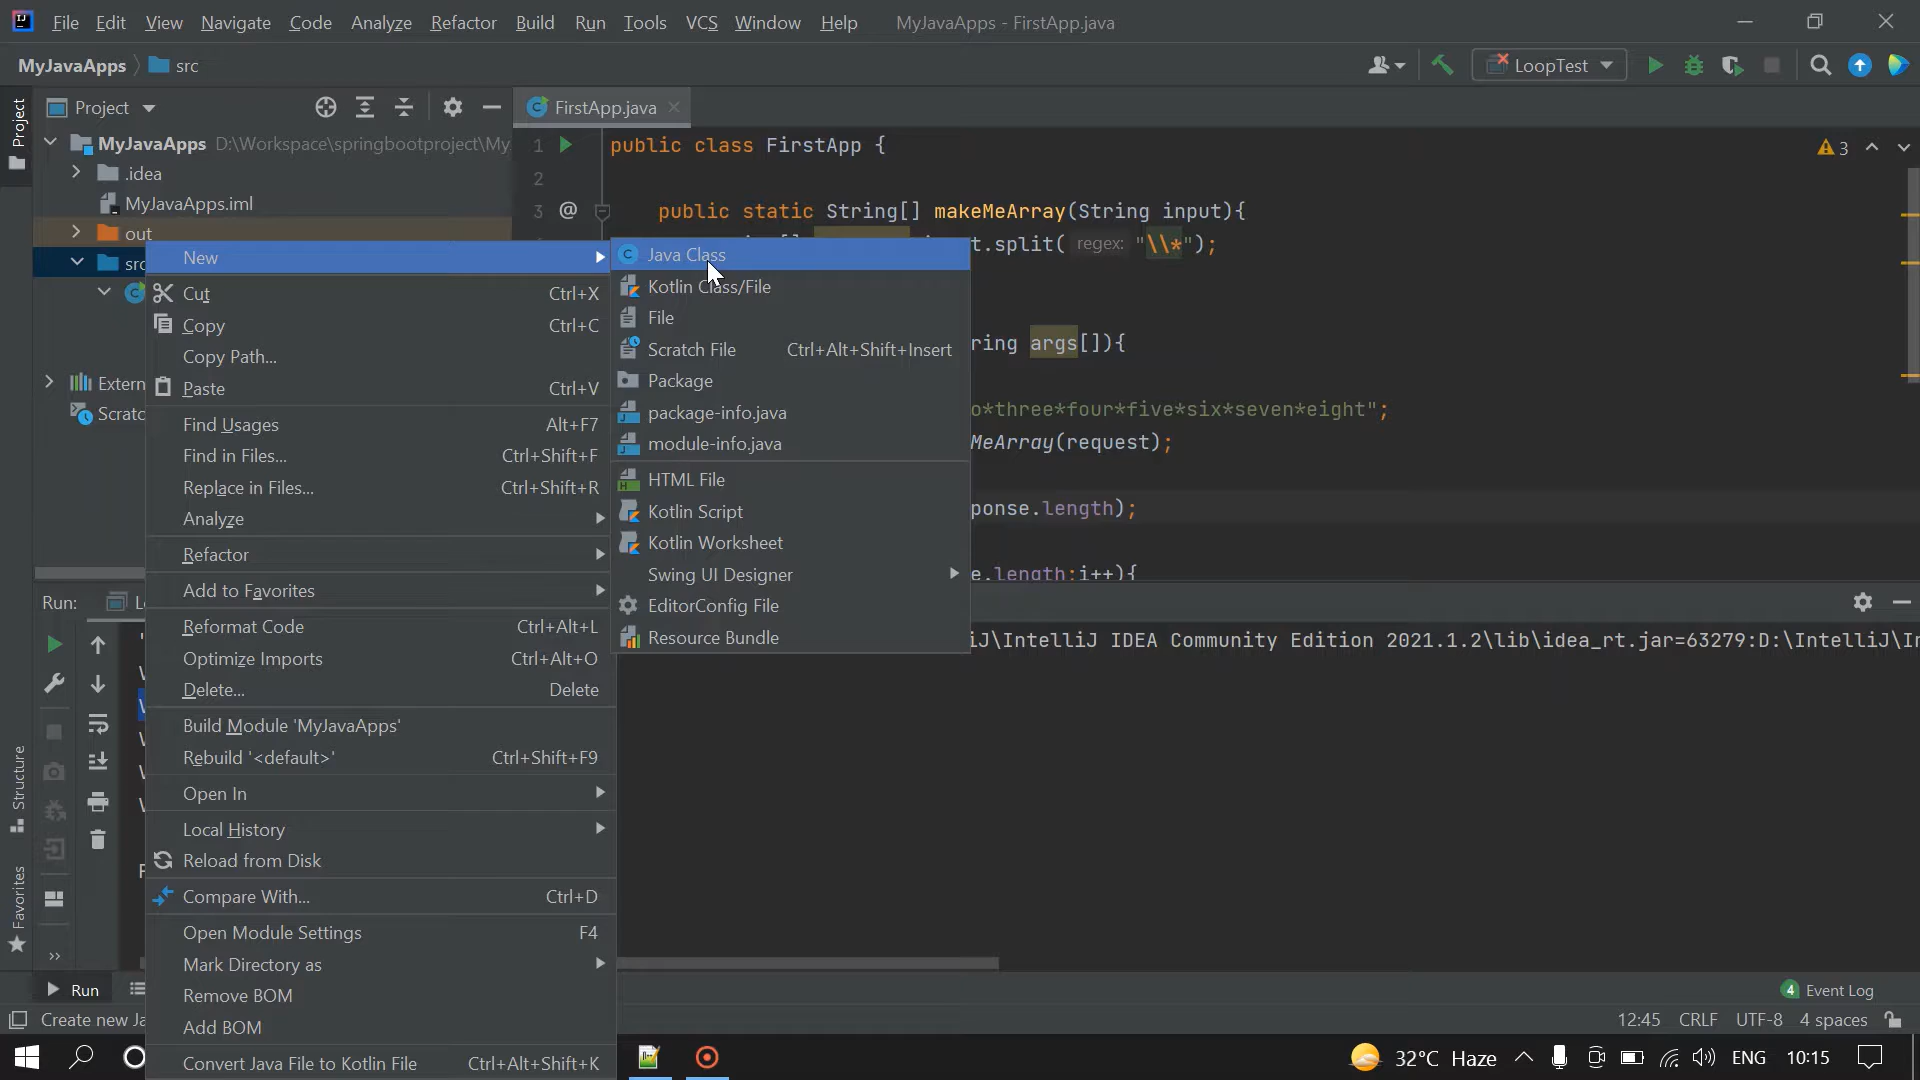 File Edit View Navigate Code Analyze Refactor Build Run Tools VCS Window Help MyJavaApps - FirstApp.java
MyJavaApps src
LoopTest
Project
FirstApp.java
Project
MyJavaApps D:\Workspace\springbootproject\My
.idea
MyJavaApps.iml
out
src
Extern
Scratc
1 public class FirstApp {
3
2
3 @ public static String[] makeMeArray(String input){
t.split( regex: "\\*");
ring args[]){
o*three*four*five*six*seven*eight";
MeArray(request);
ponse.length);
e.length;i++){
New
Cut Ctrl+X
Copy Ctrl+C
Copy Path...
Paste Ctrl+V
Find Usages Alt+F7
Find in Files... Ctrl+Shift+F
Replace in Files... Ctrl+Shift+R
Analyze
Refactor
Add to Favorites
Reformat Code Ctrl+Alt+L
Optimize Imports Ctrl+Alt+O
Delete... Delete
Build Module 'MyJavaApps'
Rebuild '<default>' Ctrl+Shift+F9
Open In
Local History
Reload from Disk
Compare With... Ctrl+D
Open Module Settings F4
Mark Directory as
Remove BOM
Add BOM
Convert Java File to Kotlin File Ctrl+Alt+Shift+K
Java Class
Kotlin Class/File
File
Scratch File Ctrl+Alt+Shift+Insert
Package
package-info.java
module-info.java
HTML File
Kotlin Script
Kotlin Worksheet
Swing UI Designer
EditorConfig File
Resource Bundle
Run:
iJ\IntelliJ IDEA Community Edition 2021.1.2\lib\idea_rt.jar=63279:D:\IntelliJ\In
Structure
Favorites
Run
4 Event Log
Create new Ja
12:45 CRLF UTF-8 4 spaces
32°C Haze ENG 10:15